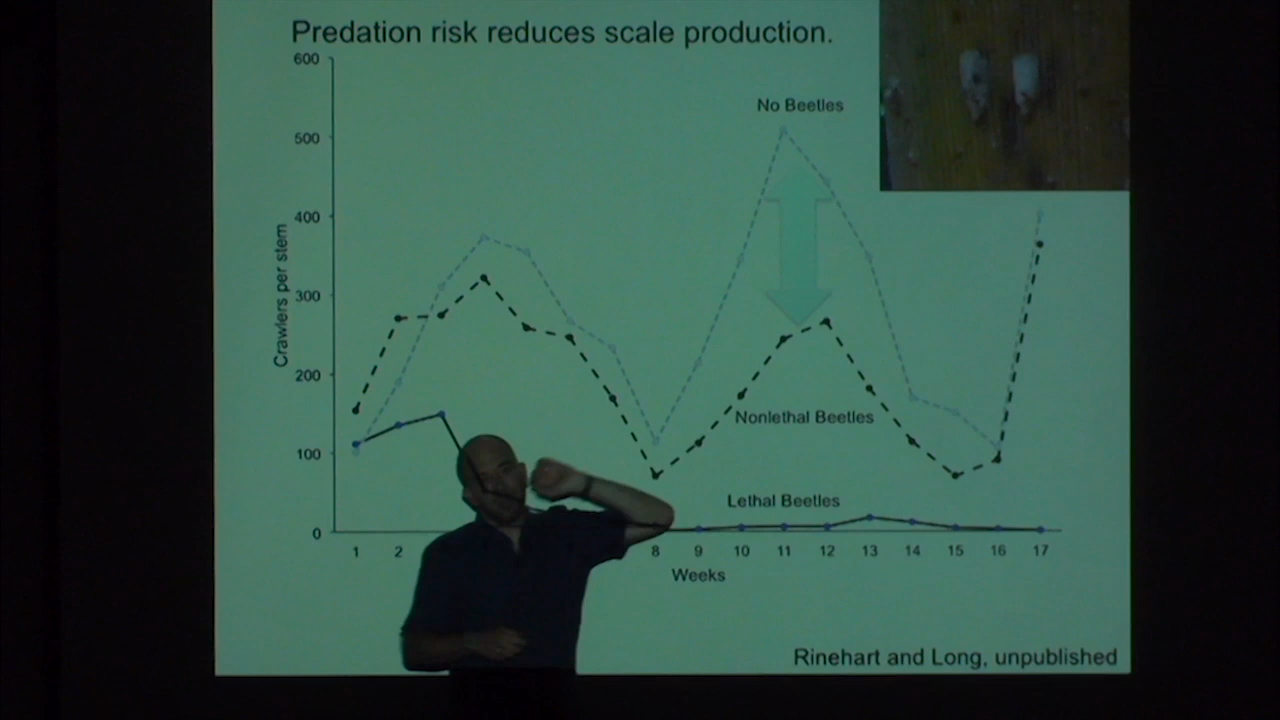 Predation risk reduces scale production.
600
500
400
300
200
100
0
Crawlers per stem
No Beetles
Nonlethal Beetles
Lethal Beetles
1 2 8 9 10 11 12 13 14 15 16 17
Weeks
Rinehart and Long, unpublished